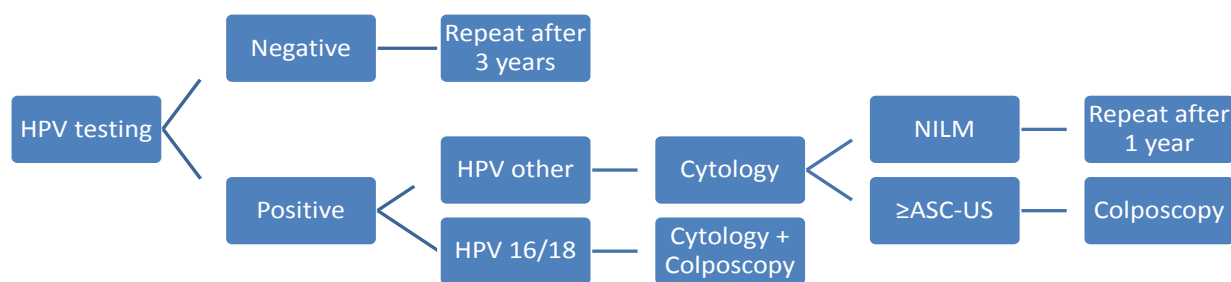 HPV testing
Negative
Repeat after
3 years
Positive
HPV other
Cytology
NILM
Repeat after
1 year
≥ASC-US
Colposcopy
HPV 16/18
Cytology +
Colposcopy